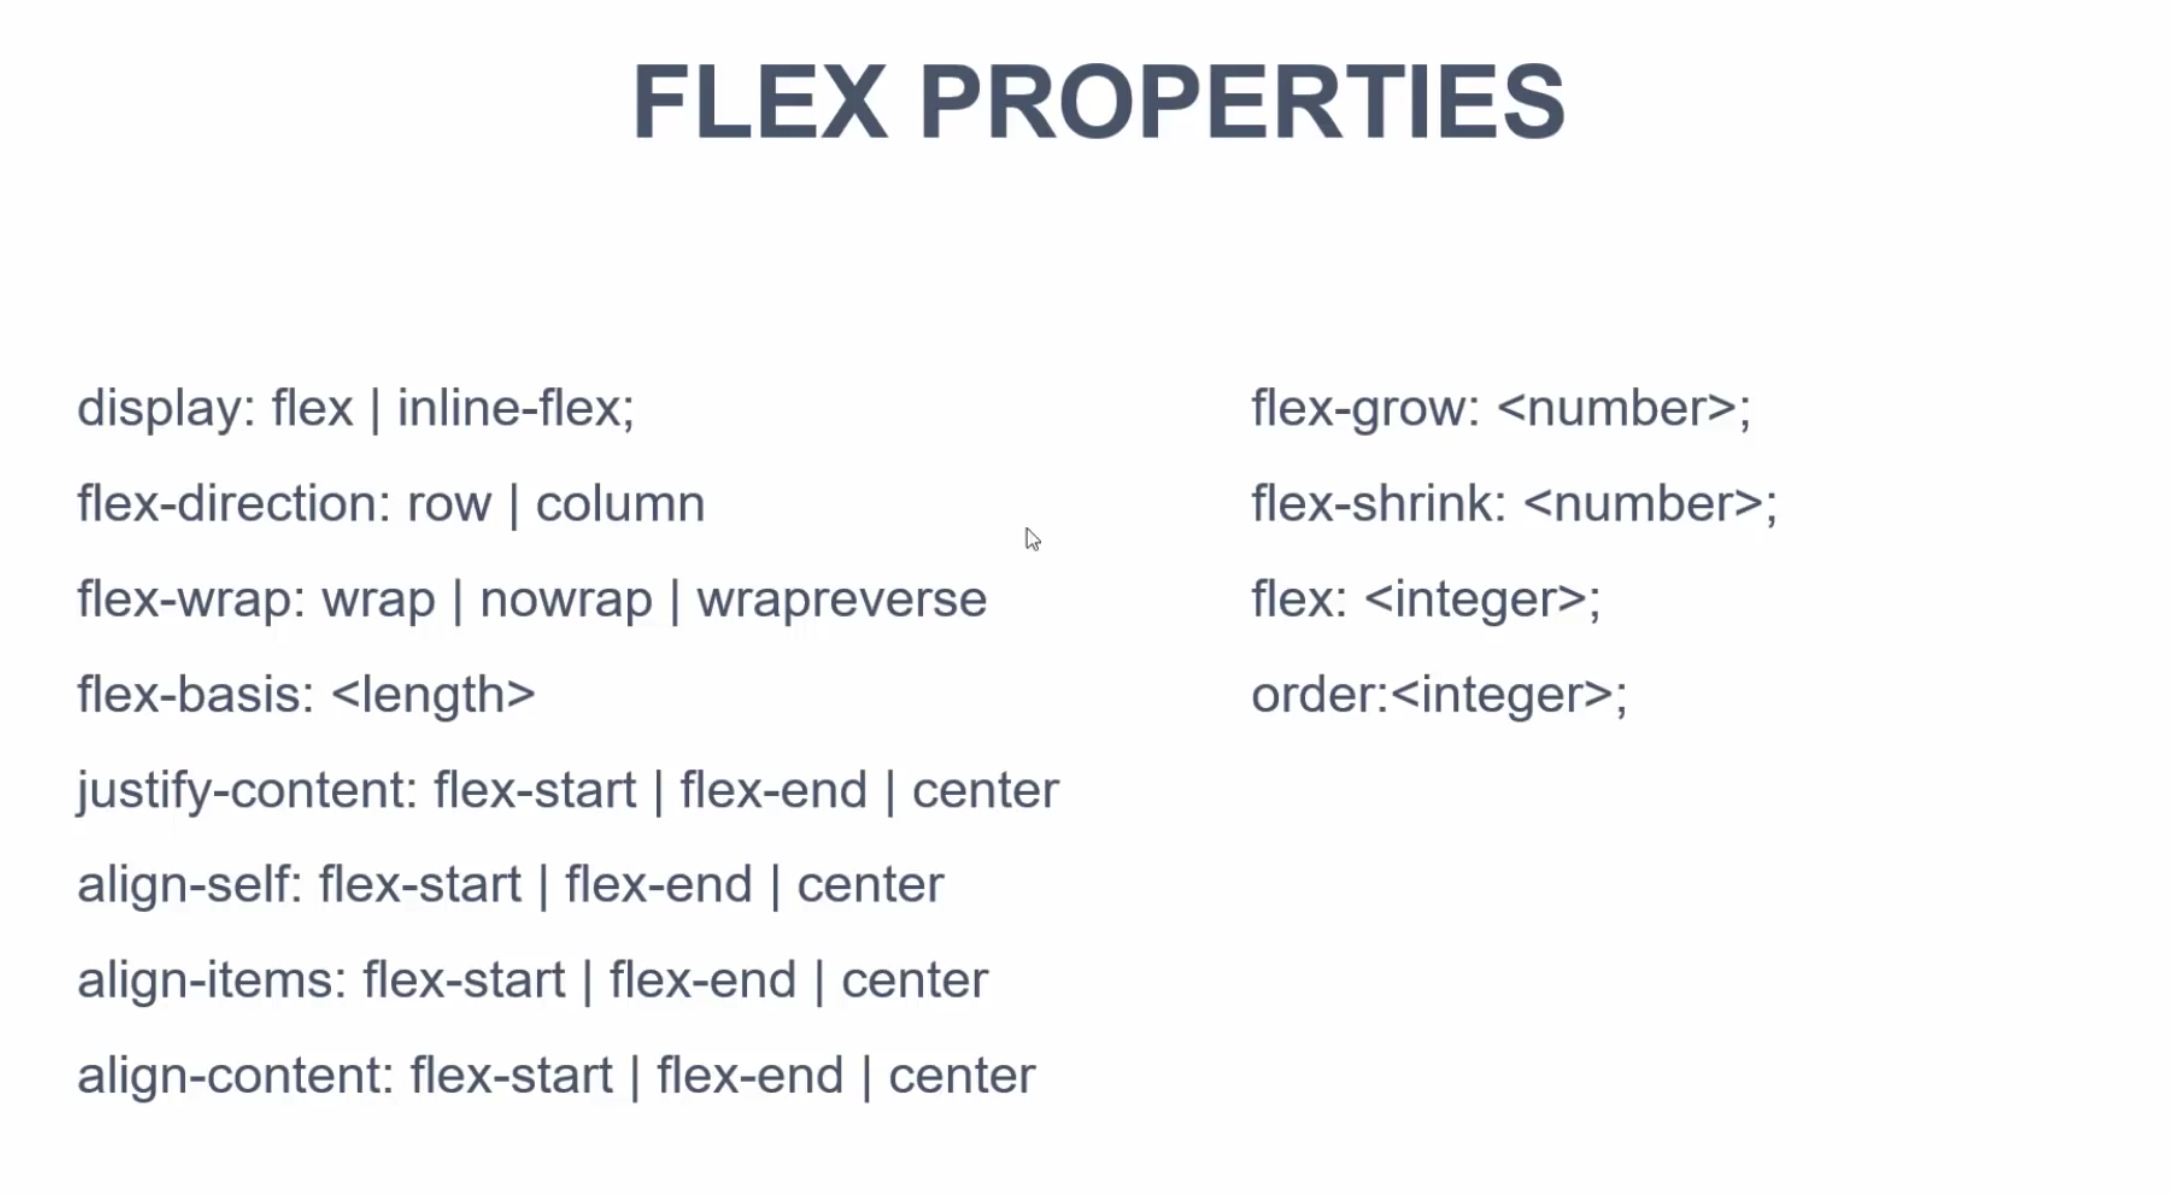 FLEX PROPERTIES
display: flex | inline-flex;
flex-direction: row | column
flex-wrap: wrap | nowrap | wrapreverse
flex-basis: <length>
justify-content: flex-start | flex-end | center
align-self: flex-start | flex-end | center
align-items: flex-start | flex-end | center
align-content: flex-start | flex-end | center
flex-grow: <number>;
flex-shrink: <number>;
flex: <integer>;
order:<integer>;